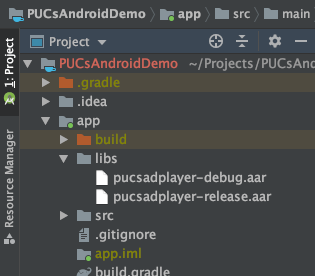 PUCsAndroidDemo app src main
1: Project
Project
PUCsAndroidDemo ~/Projects/PUCsAn
.gradle
.idea
app
build
libs
pucsadplayer-debug.aar
pucsadplayer-release.aar
src
.gitignore
app.iml
build.gradle
Resource Manager